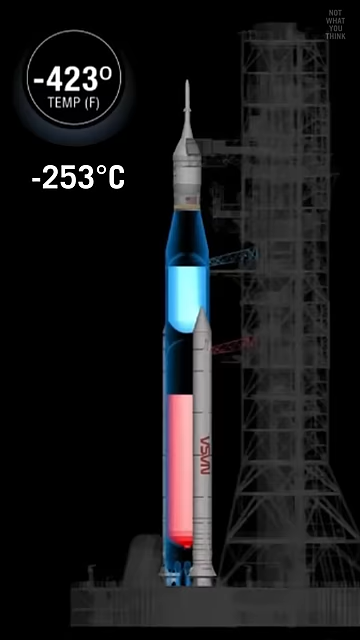 NOT
WHAT
YOU
THINK
-423°
TEMP (F)
-253°C
NASA